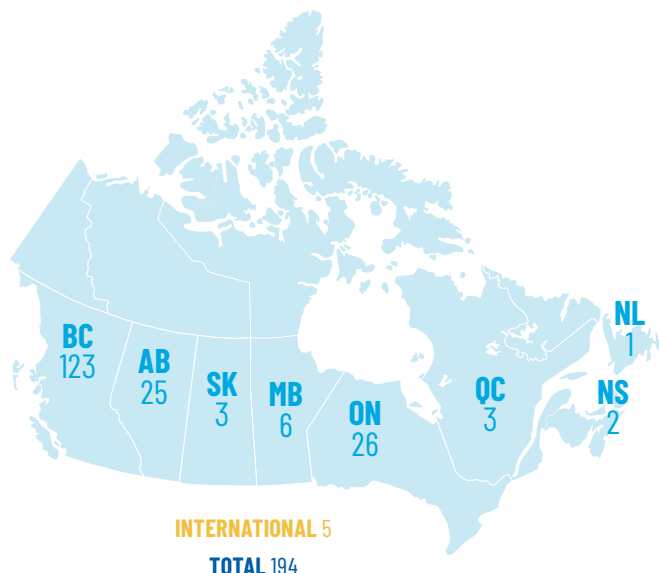 BC
123
AB
25
SK
3
MB
6
ON
26
QC
3
NL
1
NS
2
INTERNATIONAL 5
TOTAL 194